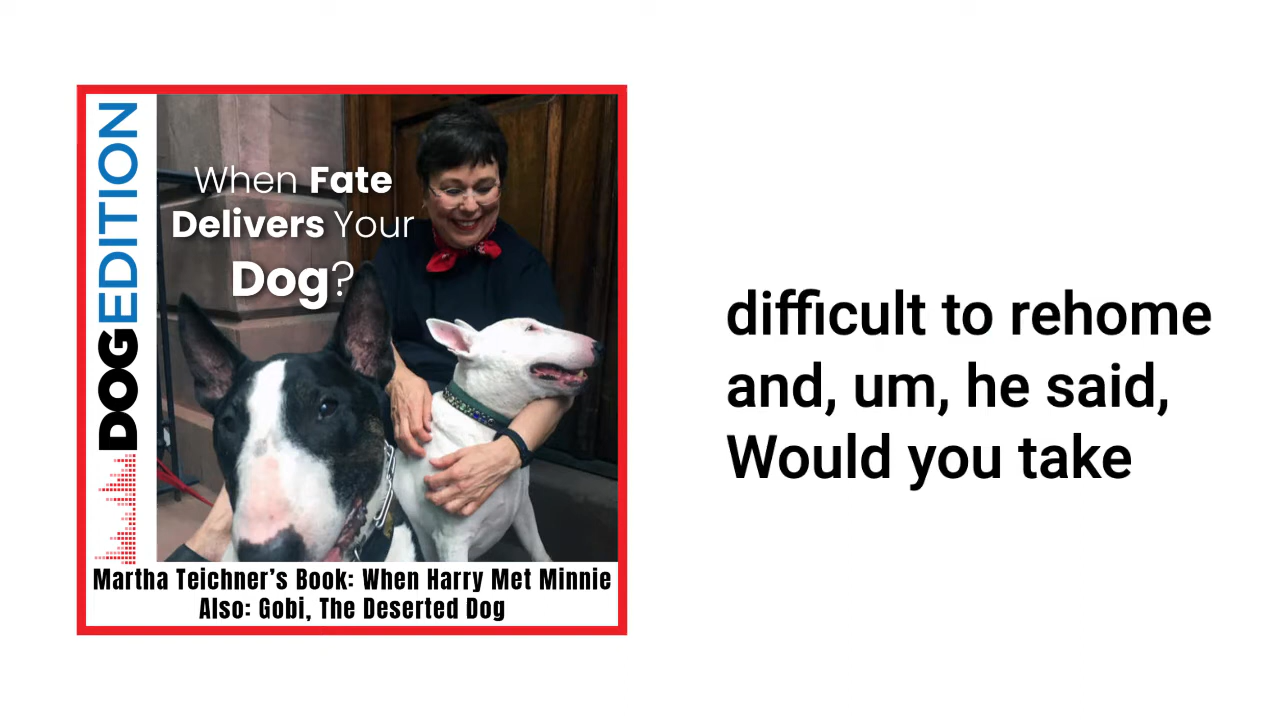 DOGEDITION
When Fate
Delivers Your
Dog?
Martha Teichner's Book: When Harry Met Minnie
Also: Gobi, The Deserted Dog
difficult to rehome
and, um, he said,
Would you take